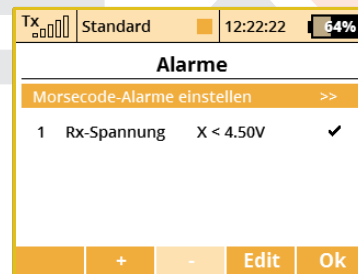 Tx Standard 12:22:22 64%
Alarme
Morsecode-Alarme einstellen >>
1 Rx-Spannung X < 4.50V ✔
+ - Edit Ok